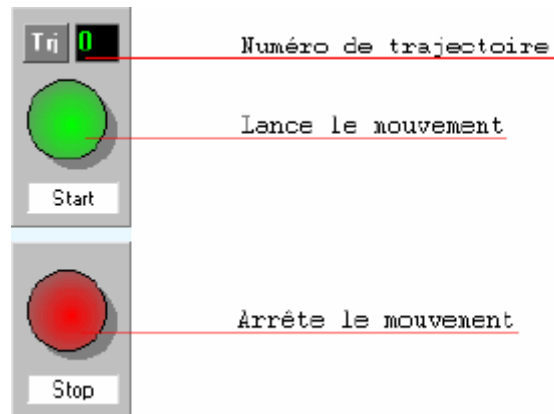 Trj 0 Numéro de trajectoire
Lance le mouvement
Start
Arrête le mouvement
Stop